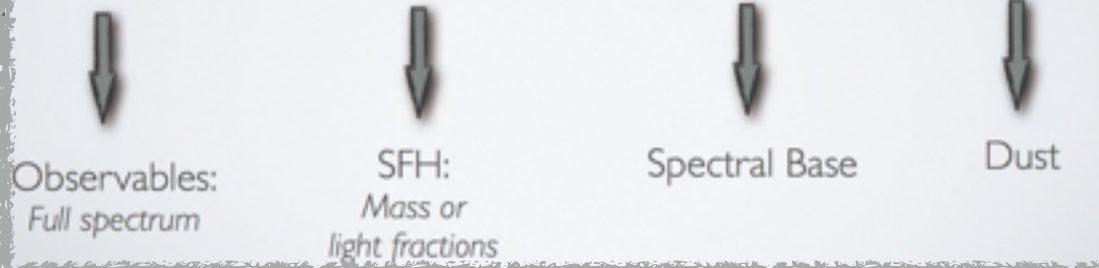 Observables:
Full spectrum
SFH:
Mass or
light fractions
Spectral Base
Dust